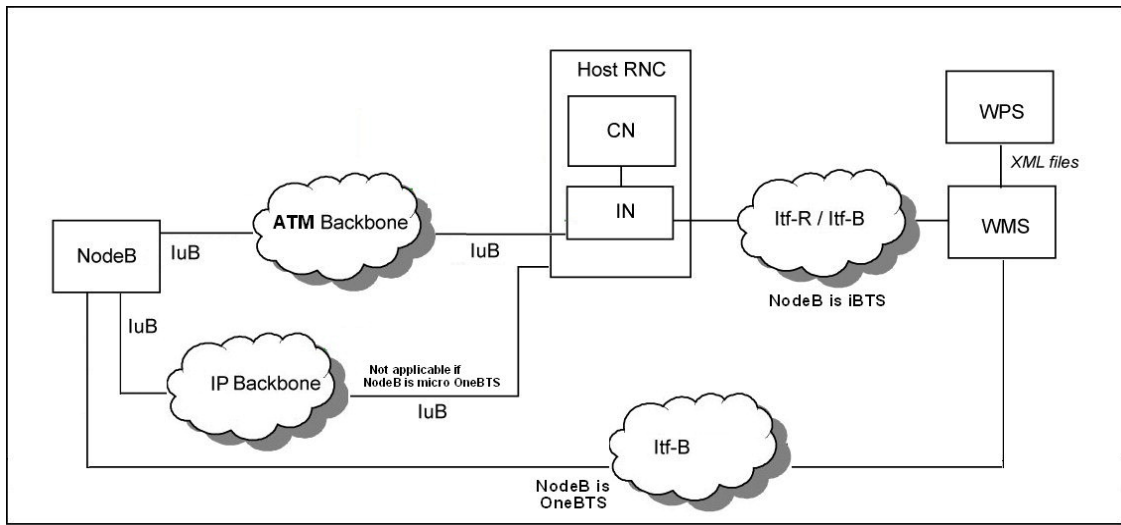 Host RNC
WPS
CN
XML files
ATM Backbone
IN
Itf-R / Itf-B
WMS
NodeB
IuB
IuB
NodeB is iBTS
IuB
Not applicable if
NodeB is micro OneBTS
IP Backbone
IuB
Itf-B
NodeB is
OneBTS